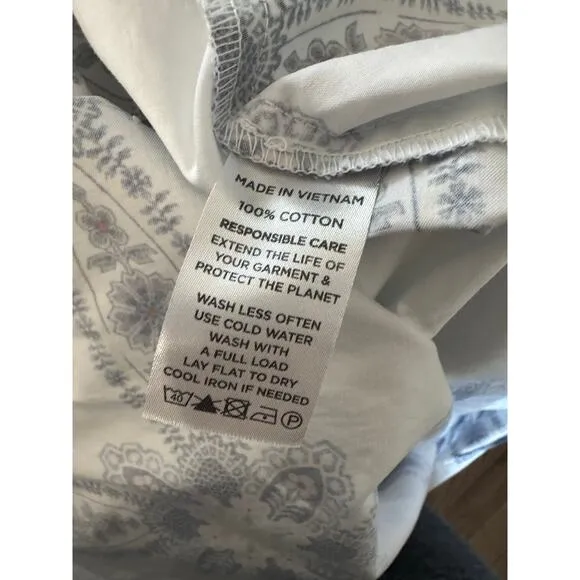 MADE IN VIETNAM
100% COTTON
RESPONSIBLE CARE
EXTEND THE LIFE OF
YOUR GARMENT &
PROTECT THE PLANET
WASH LESS OFTEN
USE COLD WATER
WASH WITH
A FULL LOAD
LAY FLAT TO DRY
COOL IRON IF NEEDED
40 P